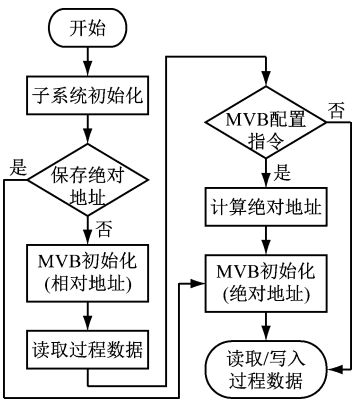 开始
子系统初始化
保存绝对
地址
是
否
MVB初始化
(相对地址)
读取过程数据
MVB配置
指令
否
是
计算绝对地址
MVB初始化
(绝对地址)
读取/写入
过程数据